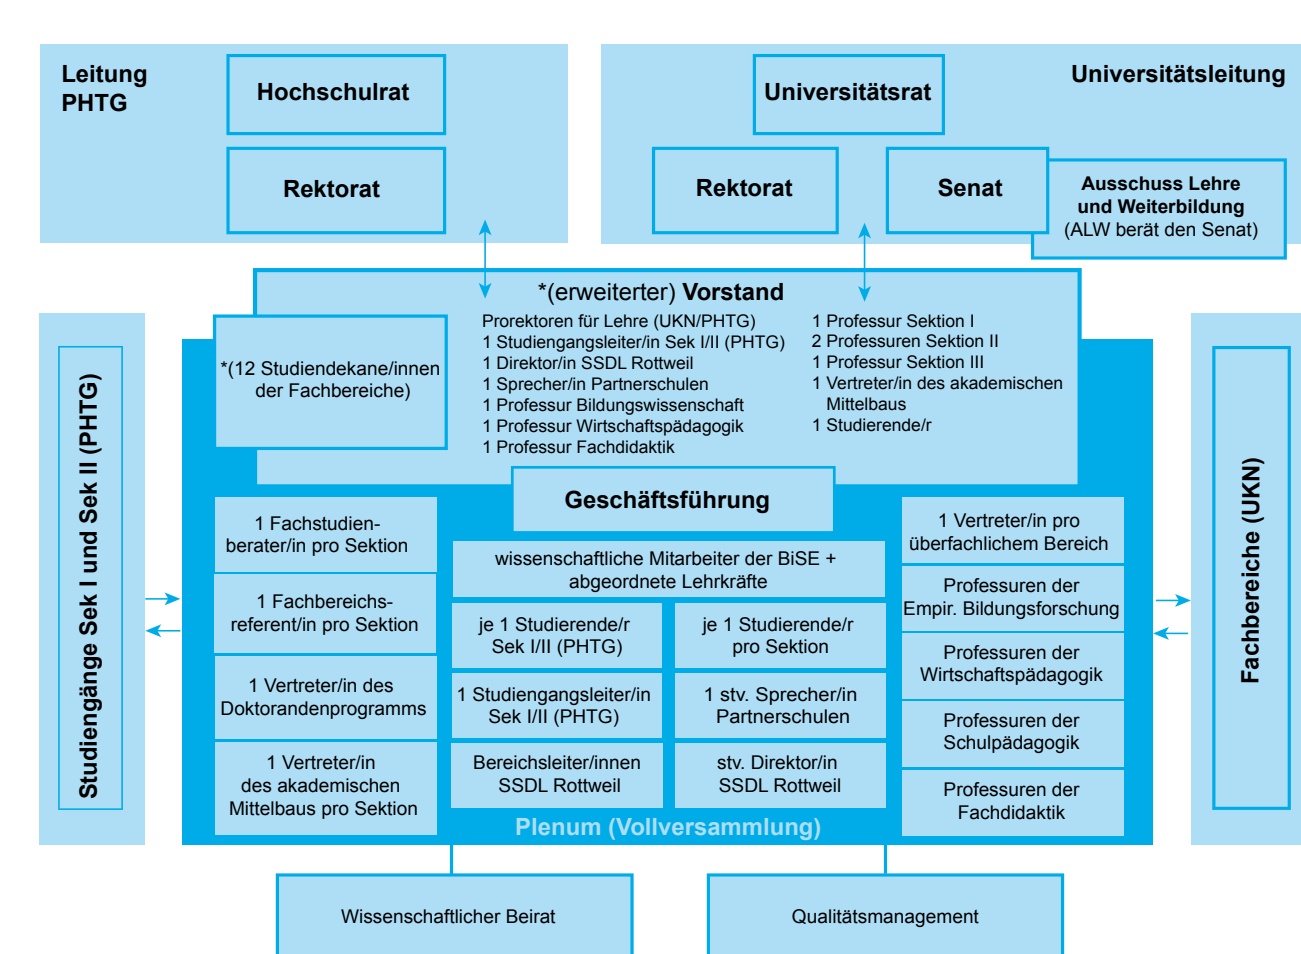 Leitung
PHTG
Hochschulrat
Rektorat
Universitätsleitung
Universitätsrat
Rektorat
Senat
Ausschuss Lehre
und Weiterbildung
(ALW berät den Senat)
*(erweiterter) Vorstand
*(12 Studiendekane/innen
der Fachbereiche)
Prorektoren für Lehre (UKN/PHTG)
1 Studiengangsleiter/in Sek I/II (PHTG)
1 Direktor/in SSDL Rottweil
1 Sprecher/in Partnerschulen
1 Professur Bildungswissenschaft
1 Professur Wirtschaftspädagogik
1 Professur Fachdidaktik
1 Professur Sektion I
2 Professuren Sektion II
1 Professur Sektion III
1 Vertreter/in des akademischen
Mittelbaus
1 Studierende/r
Geschäftsführung
Studiengänge Sek I und Sek II (PHTG)
1 Fachstudien-
berater/in pro Sektion
1 Fachbereichs-
referent/in pro Sektion
1 Vertreter/in des
Doktorandenprogramms
1 Vertreter/in
des akademischen
Mittelbaus pro Sektion
wissenschaftliche Mitarbeiter der BiSE +
abgeordnete Lehrkräfte
je 1 Studierende/r
Sek I/II (PHTG)
je 1 Studierende/r
pro Sektion
1 Studiengangsleiter/in
Sek I/II (PHTG)
1 stv. Sprecher/in
Partnerschulen
Bereichsleiter/innen
SSDL Rottweil
stv. Direktor/in
SSDL Rottweil
1 Vertreter/in pro
überfachlichem Bereich
Professuren der
Empir. Bildungsforschung
Professuren der
Wirtschaftspädagogik
Professuren der
Schulpädagogik
Professuren der
Fachdidaktik
Fachbereiche (UKN)
Plenum (Vollversammlung)
Wissenschaftlicher Beirat
Qualitätsmanagement